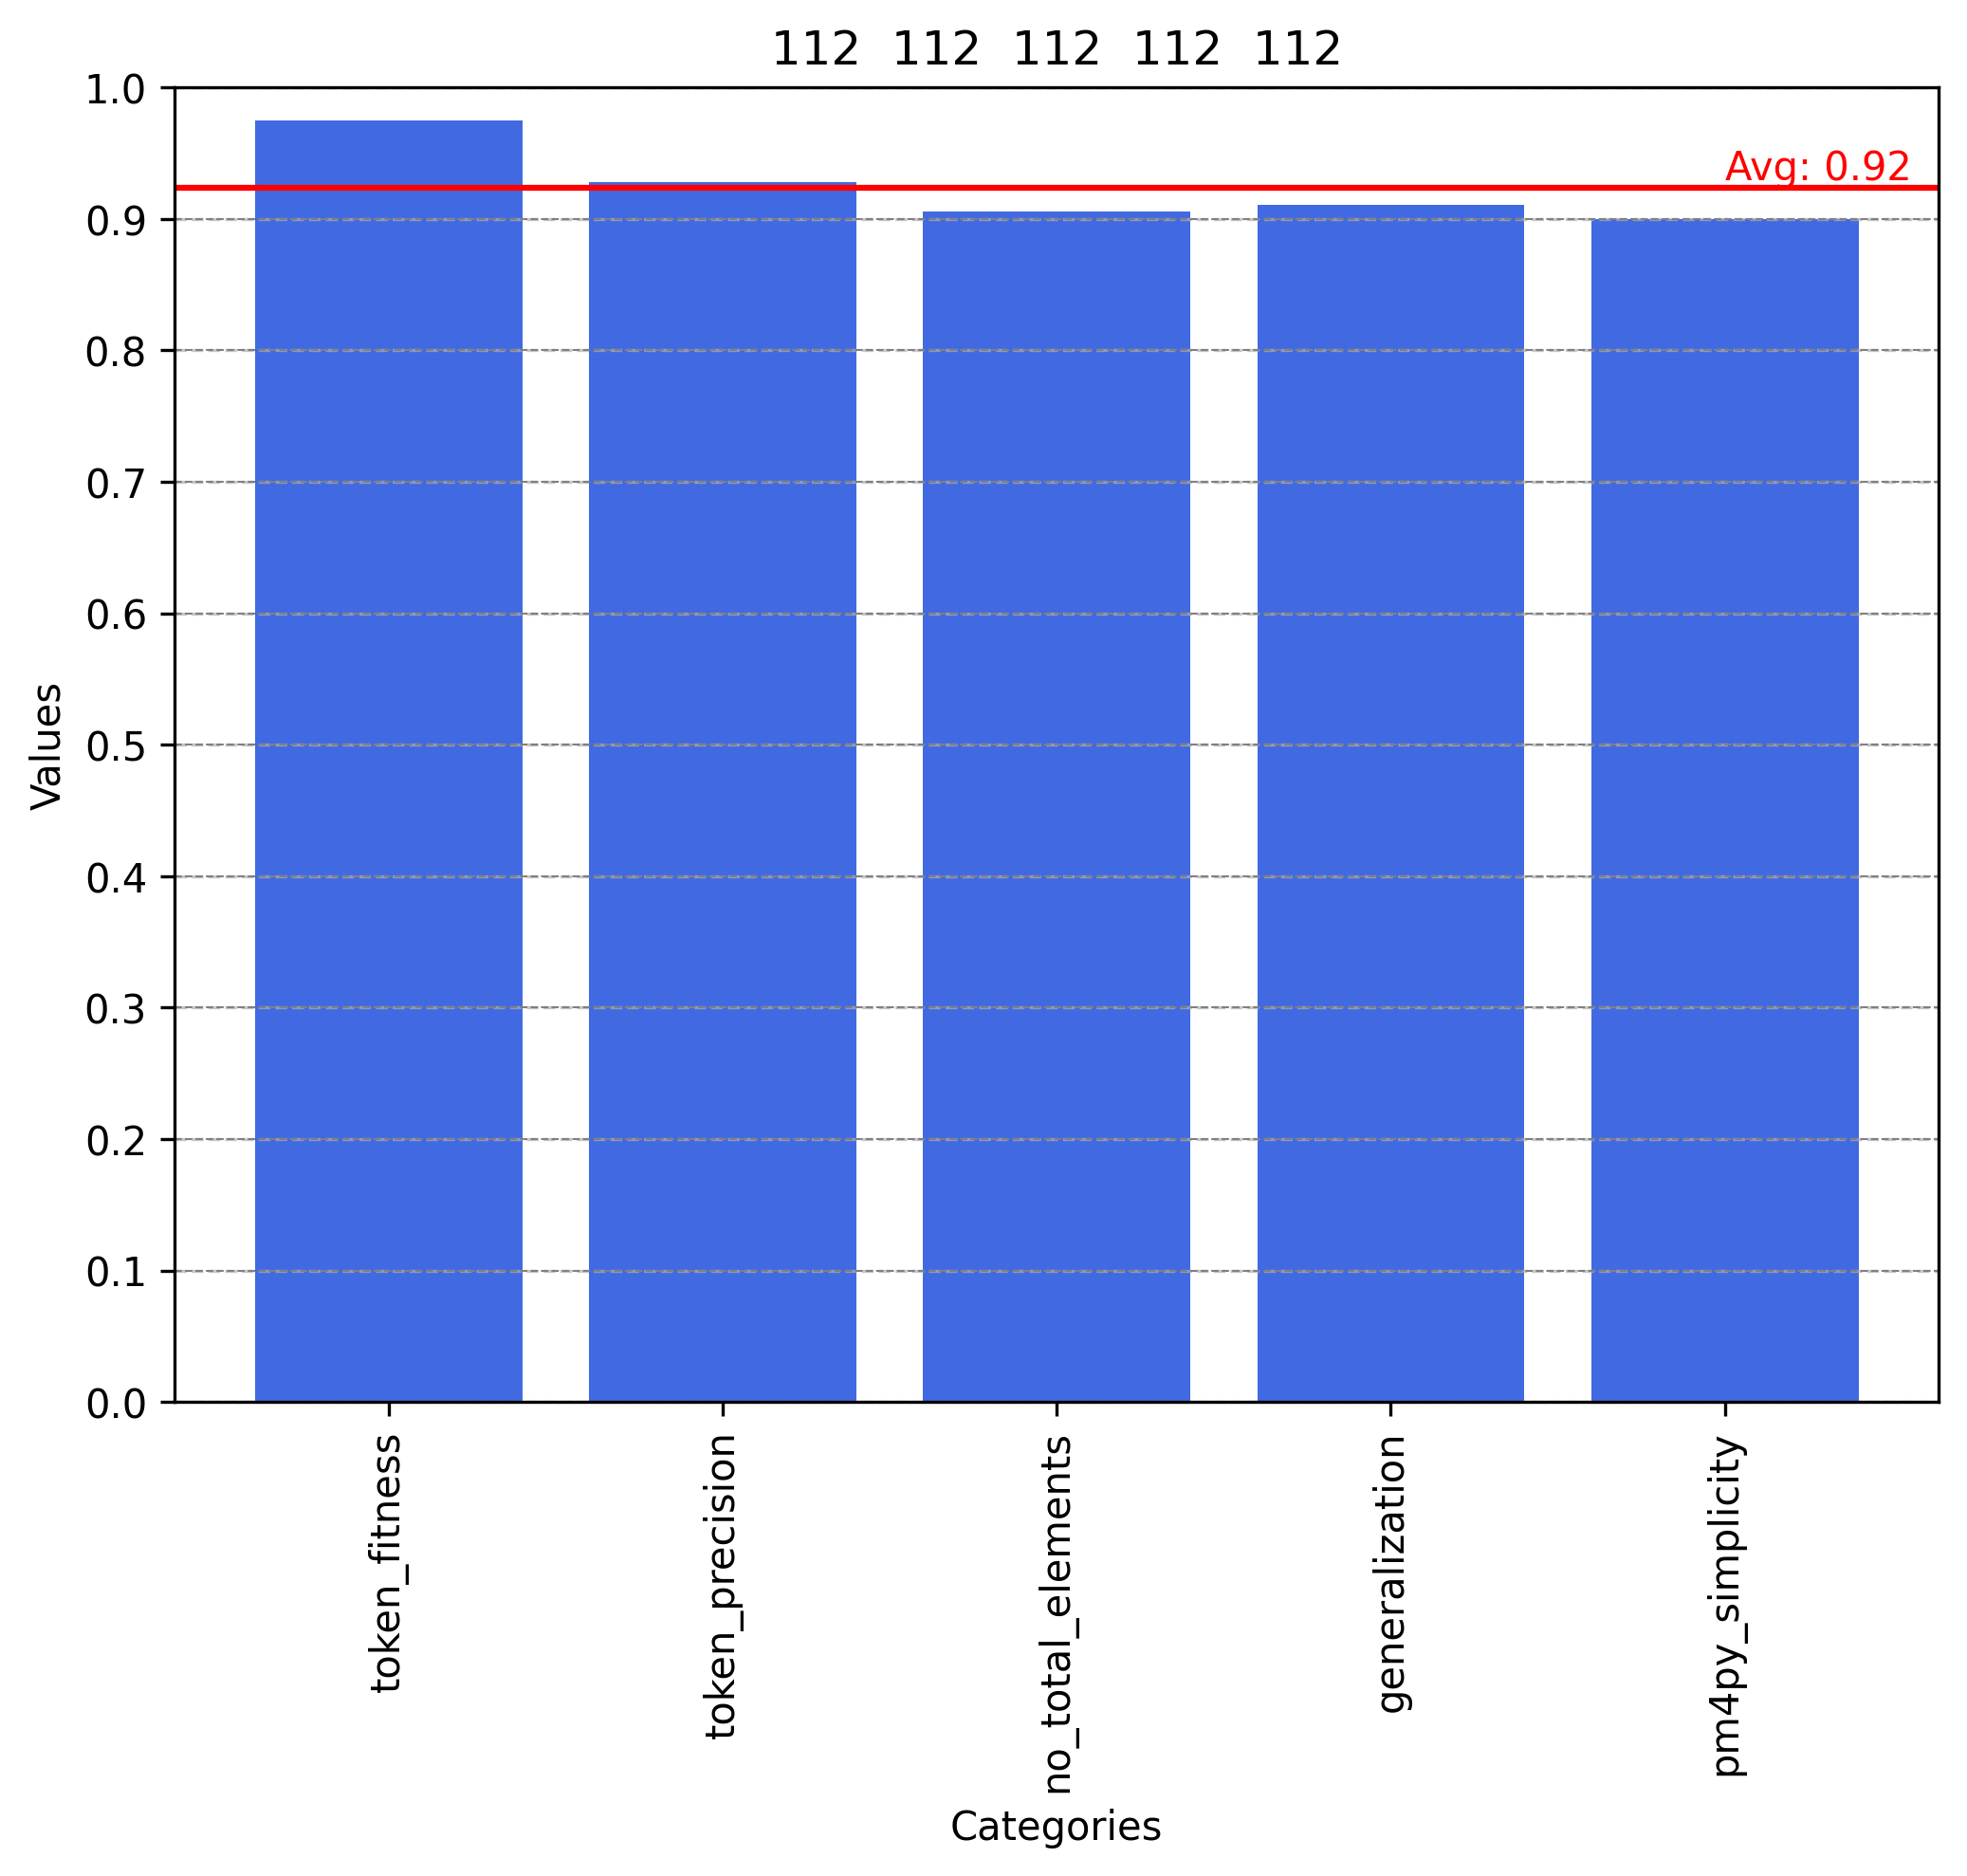 112 112 112 112 112
Values
1.0
0.9
0.8
0.7
0.6
0.5
0.4
0.3
0.2
0.1
0.0
Avg: 0.92
token_fitness
token_precision
no_total_elements
generalization
pm4py_simplicity
Categories